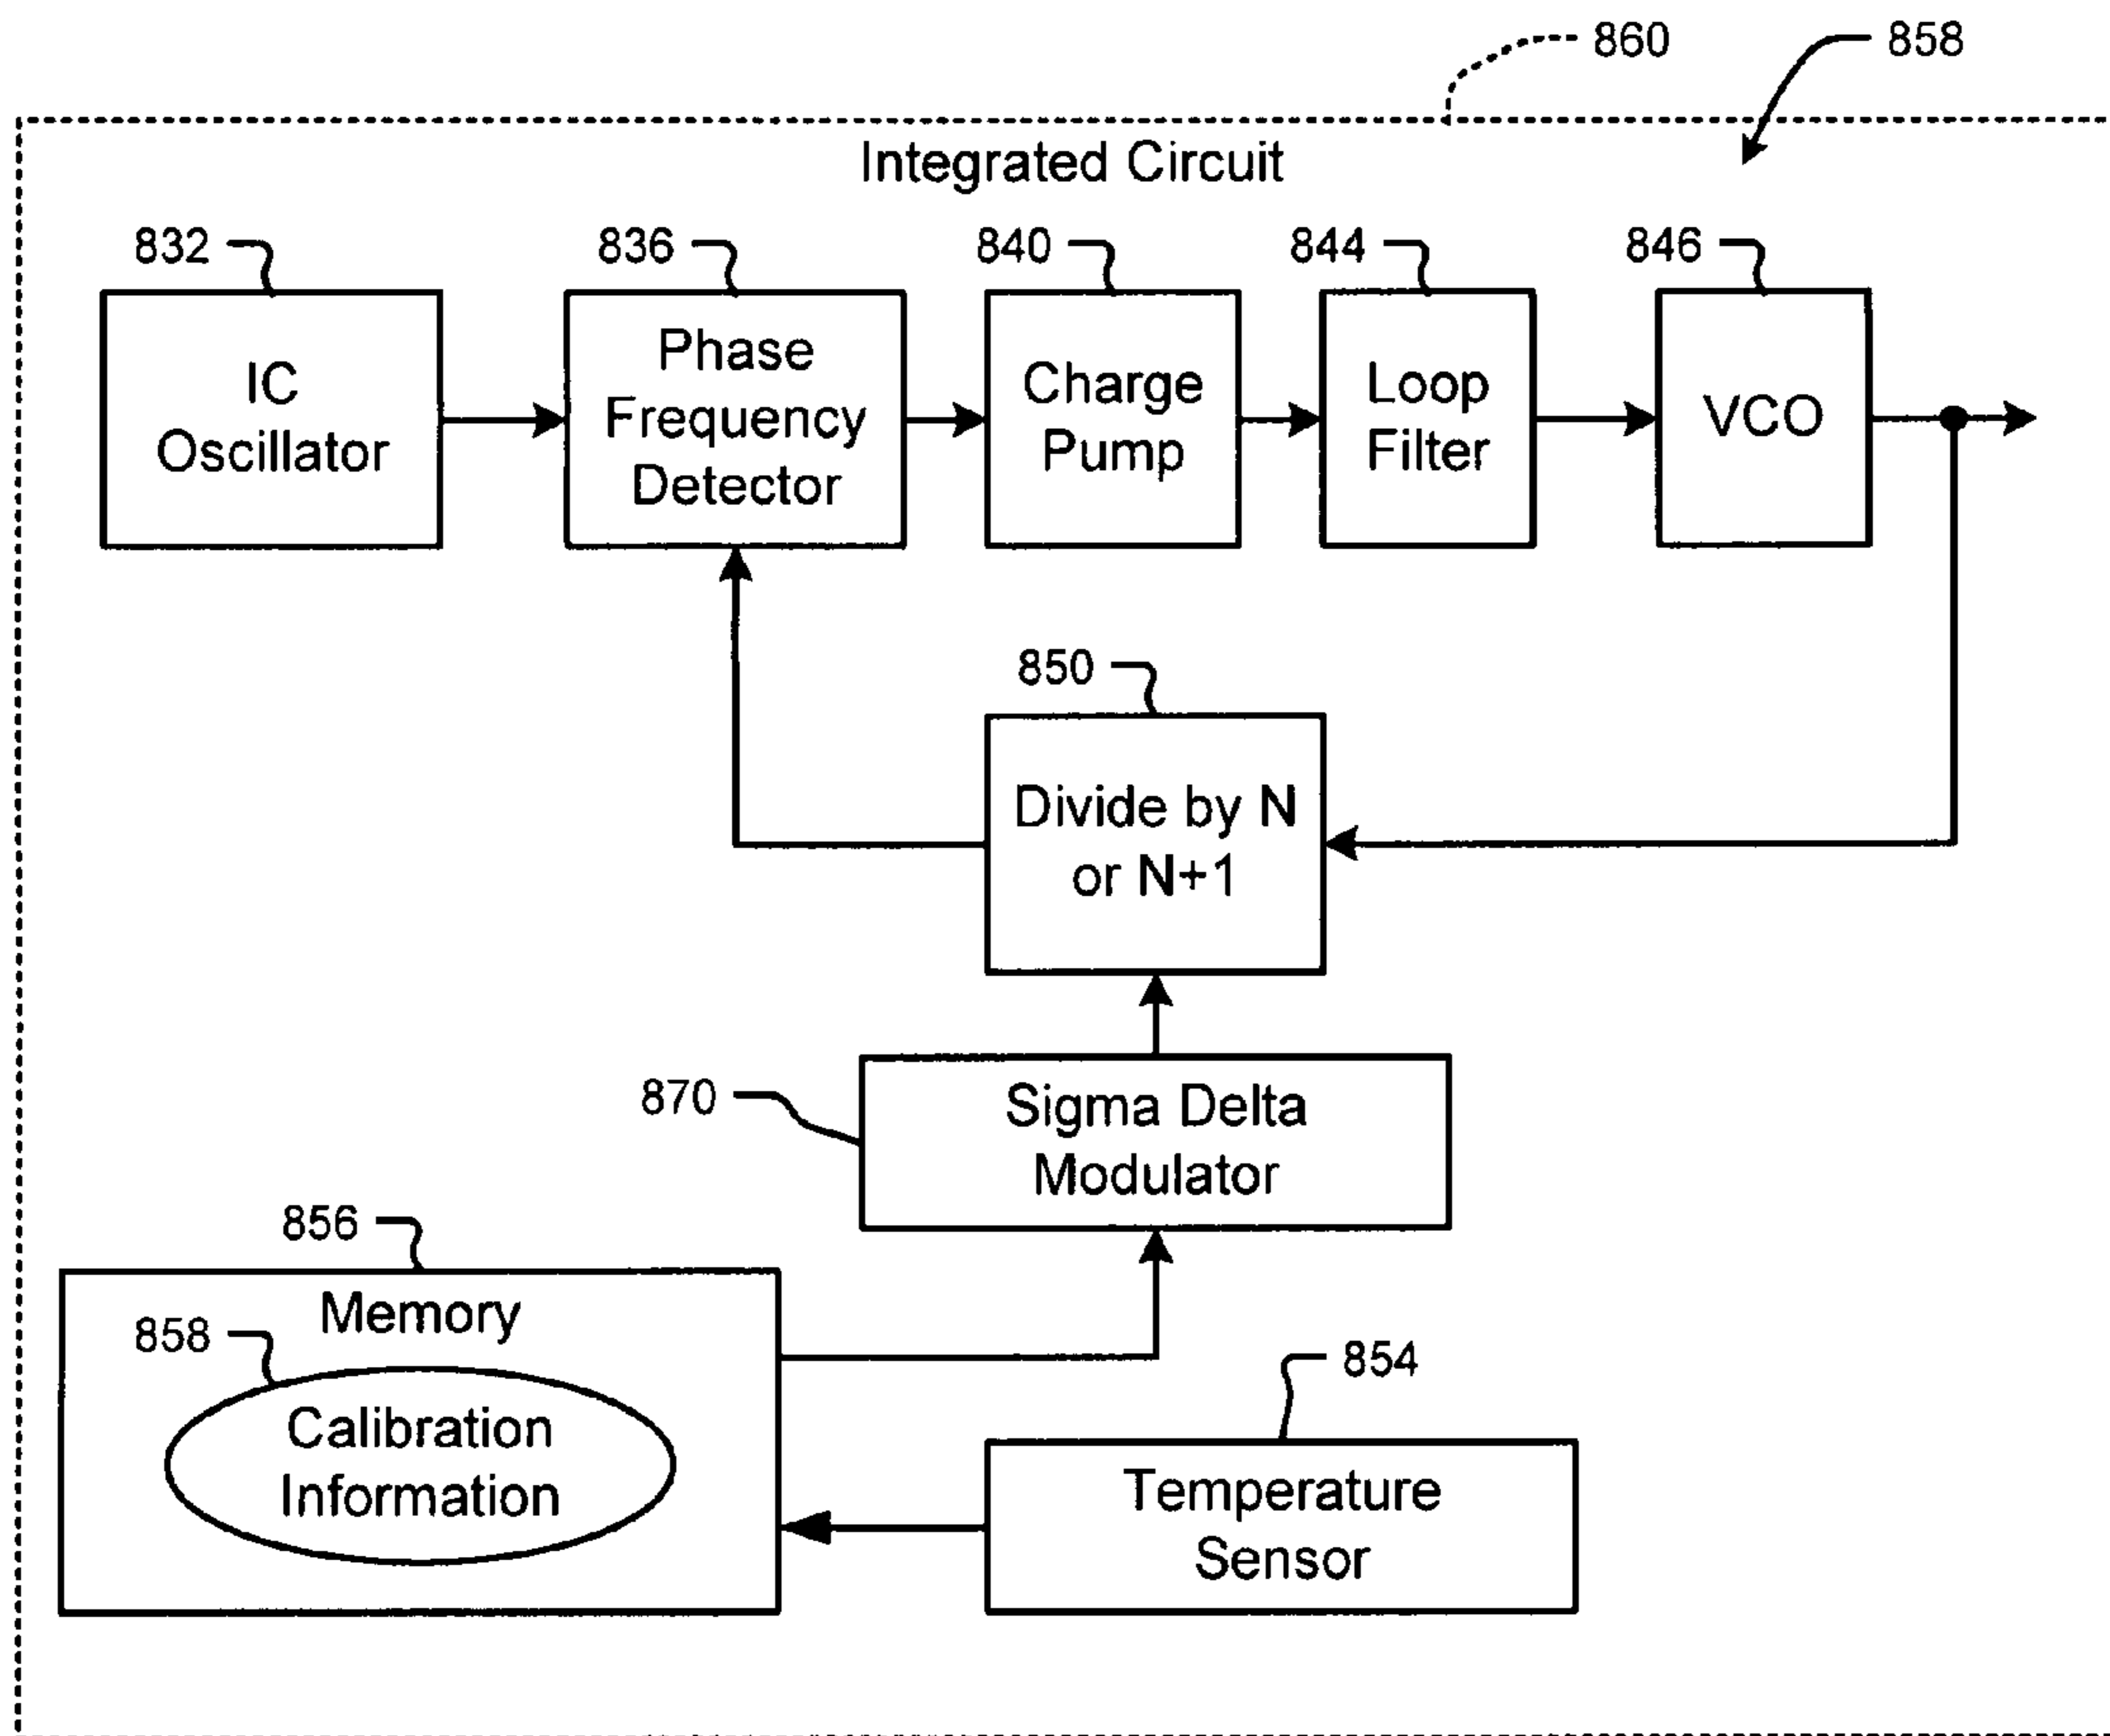 860
858
Integrated Circuit
832
836
840
844
846
IC
Oscillator
Phase
Frequency
Detector
Charge
Pump
Loop
Filter
VCO
850
Divide by N
or N+1
870
Sigma Delta
Modulator
856
Memory
858
Calibration
Information
854
Temperature
Sensor